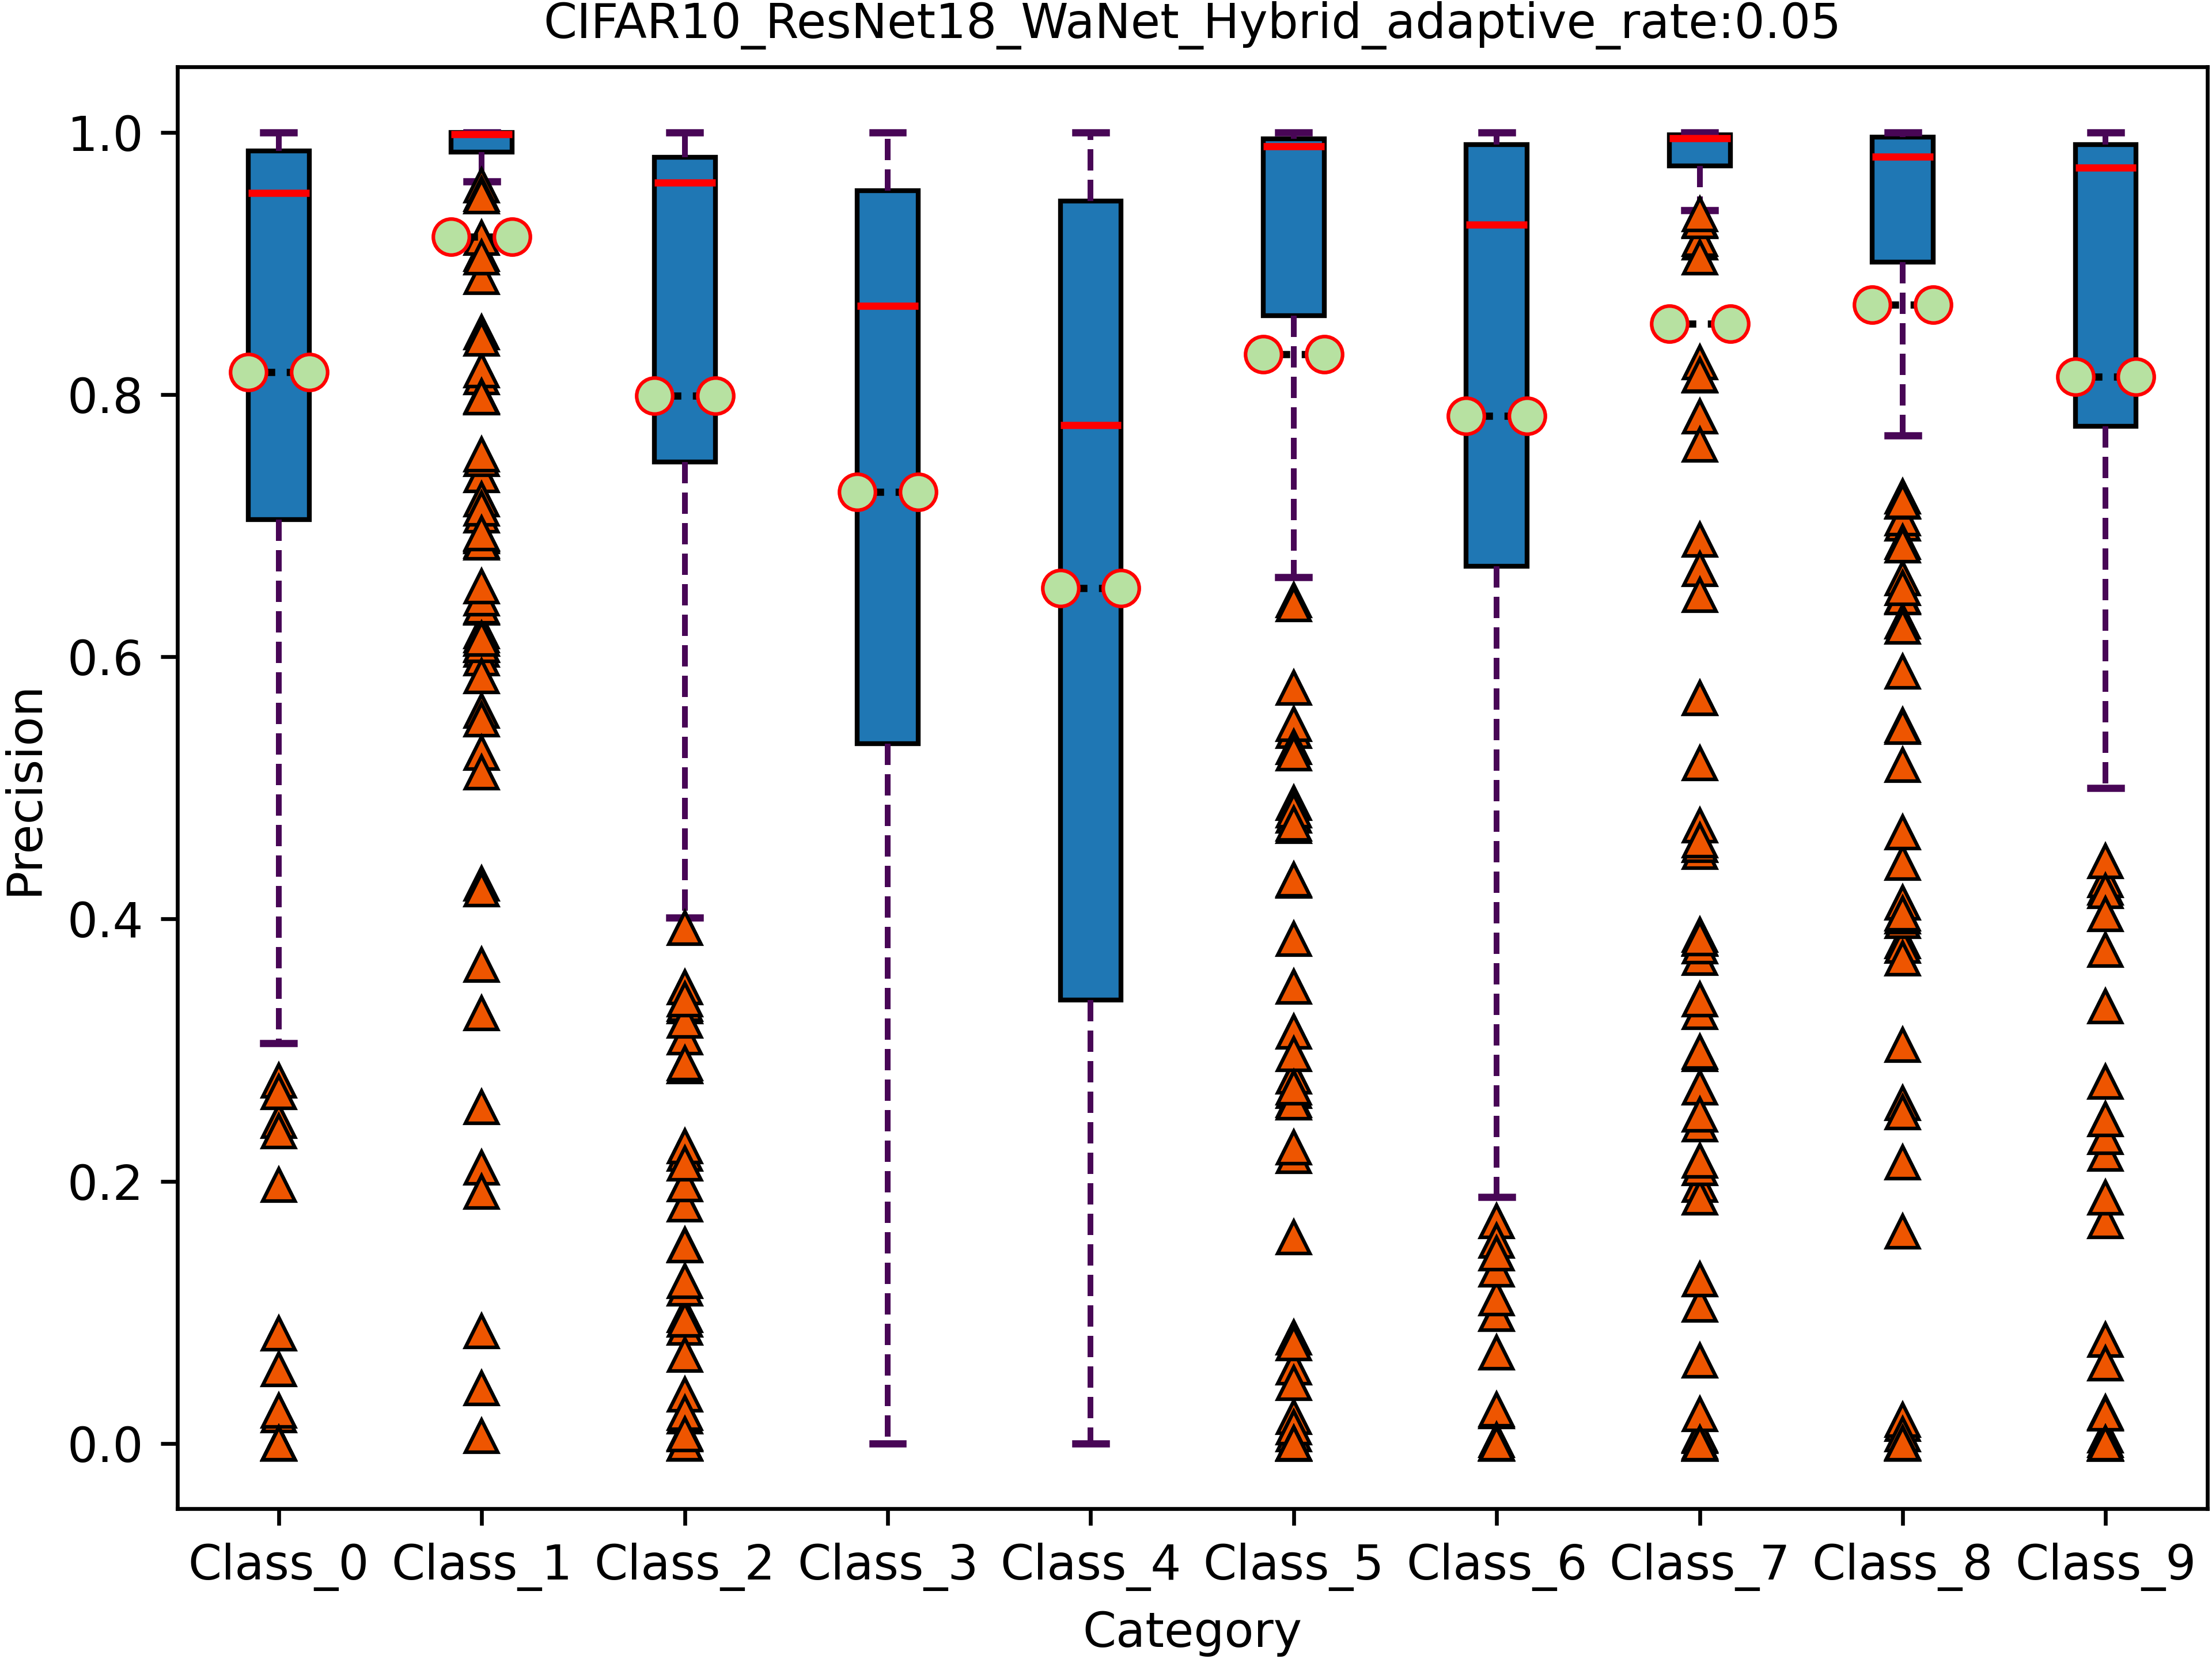 CIFAR10_ResNet18_WaNet_Hybrid_adaptive_rate:0.05
1.0
0.8
0.6
0.4
0.2
0.0
Precision
Class_0 Class_1 Class_2 Class_3 Class_4 Class_5 Class_6 Class_7 Class_8 Class_9
Category